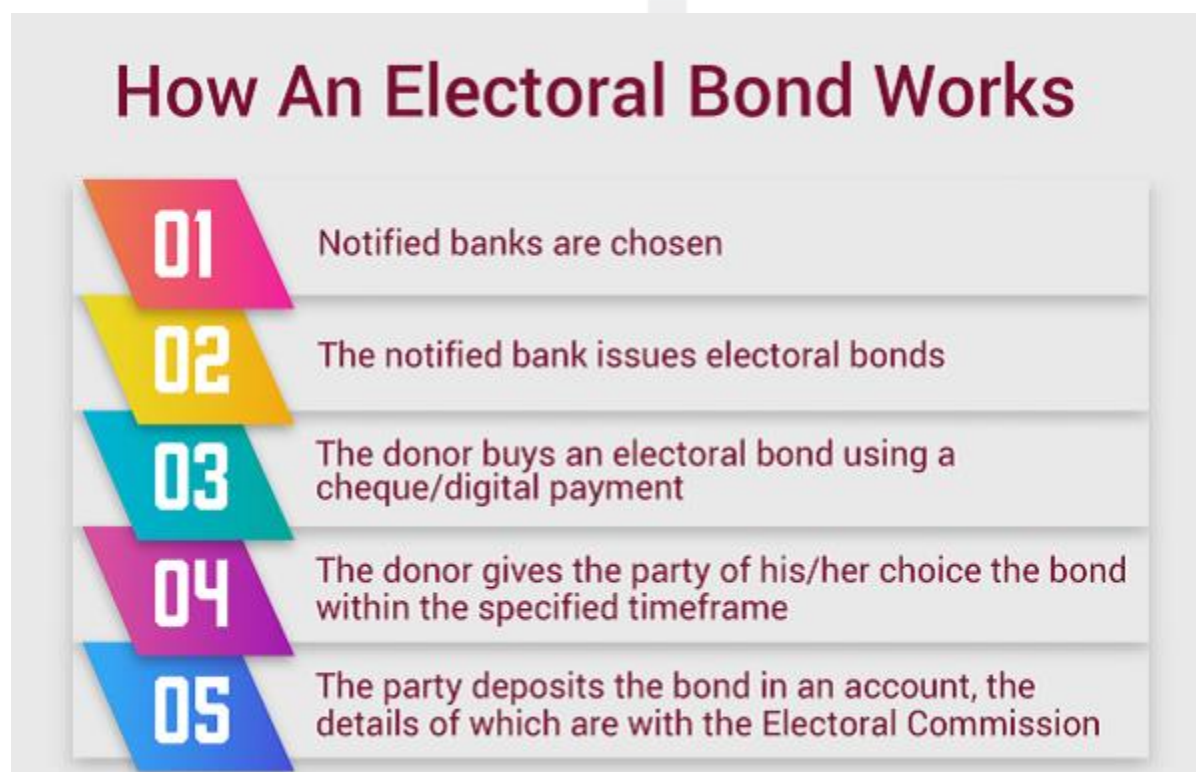 How An Electoral Bond Works
01
Notified banks are chosen
02
The notified bank issues electoral bonds
03
The donor buys an electoral bond using a
cheque/digital payment
04
The donor gives the party of his/her choice the bond
within the specified timeframe
05
The party deposits the bond in an account, the
details of which are with the Electoral Commission